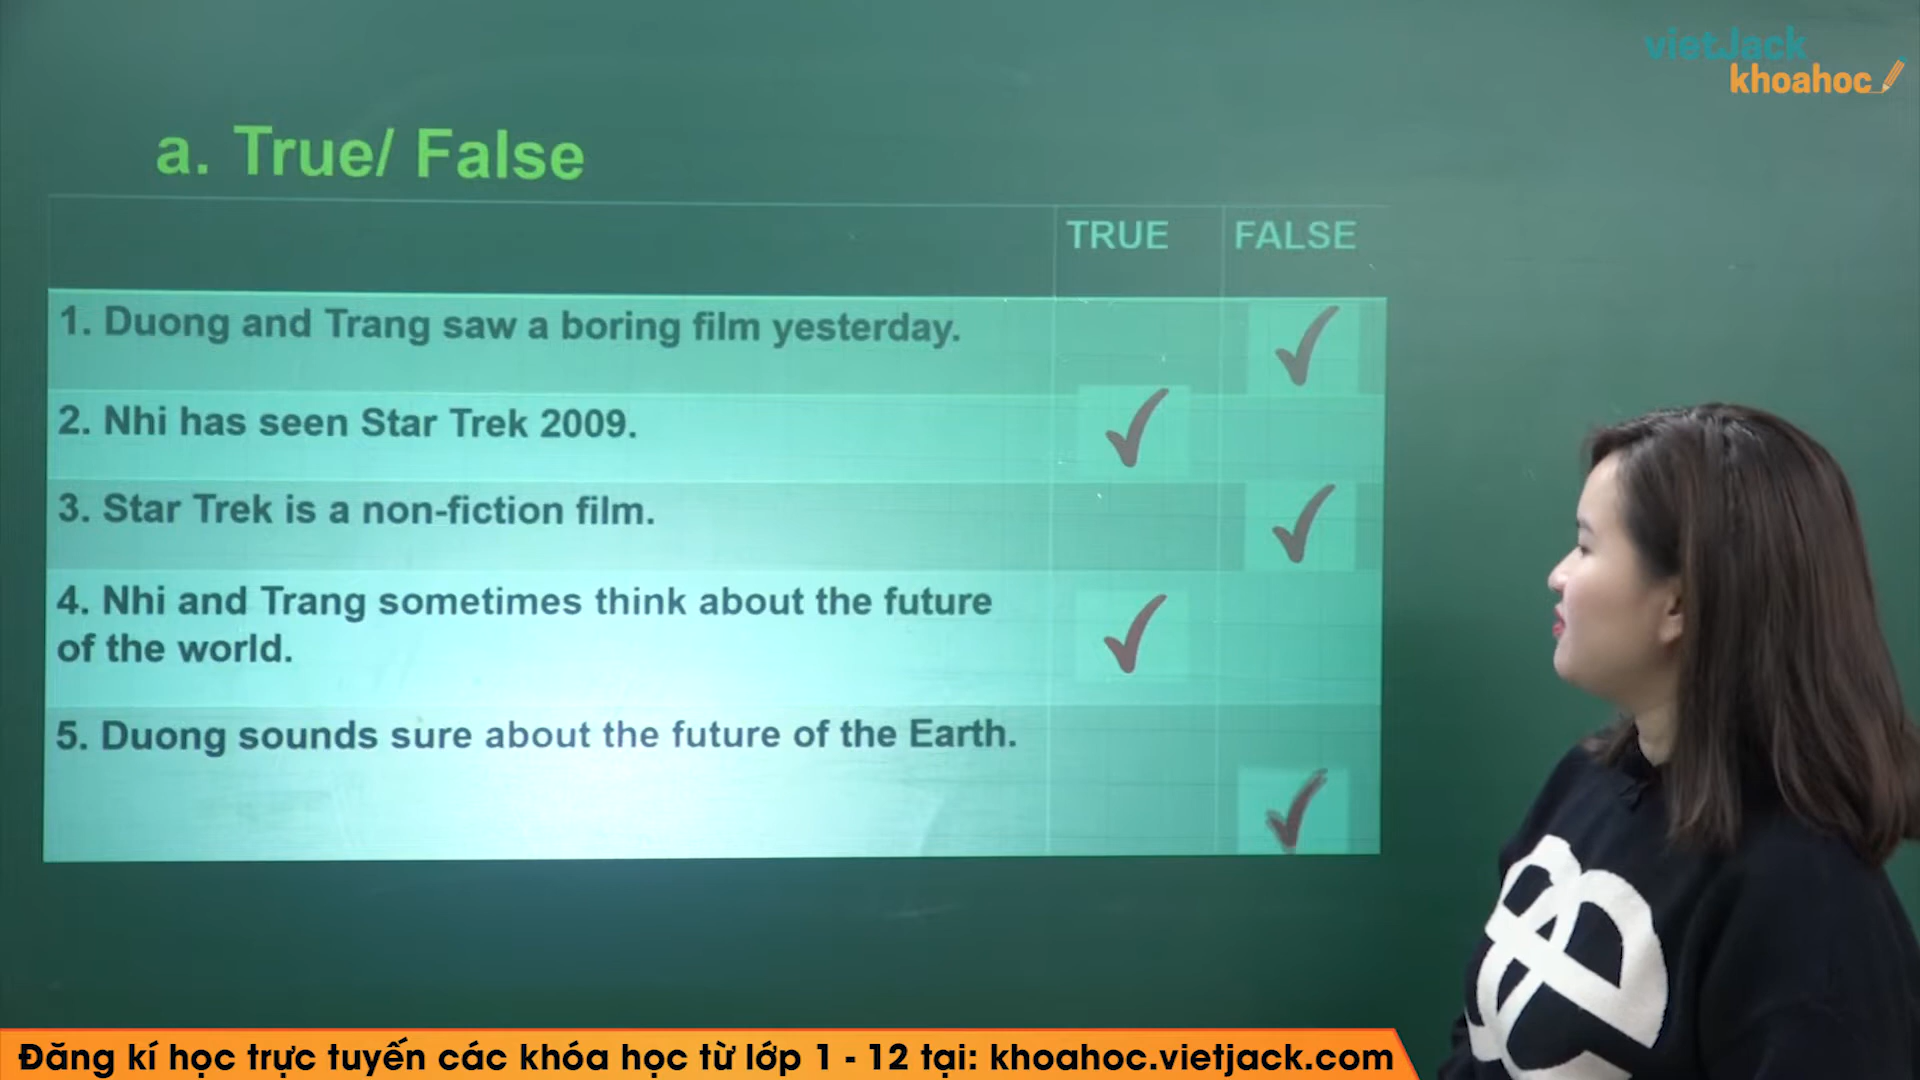 vietJack
khoahoc
a. True/ False
TRUE FALSE
1. Duong and Trang saw a boring film yesterday.
2. Nhi has seen Star Trek 2009.
3. Star Trek is a non-fiction film.
4. Nhi and Trang sometimes think about the future
of the world.
5. Duong sounds sure about the future of the Earth.
Đăng kí học trực tuyến các khóa học từ lớp 1 - 12 tại: khoahoc.vietjack.com